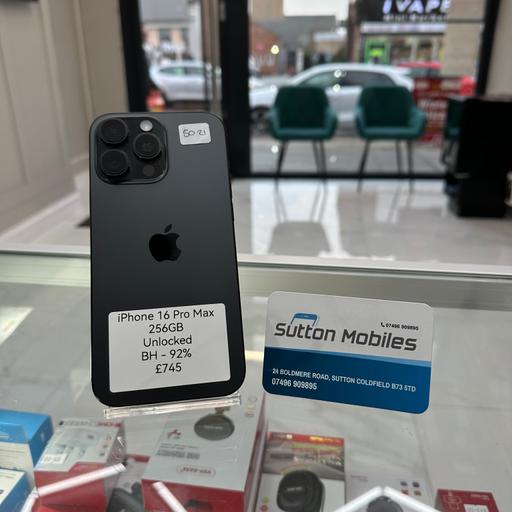 IVAPE
50.21
iPhone 16 Pro Max
256GB
Unlocked
BH - 92%
£745
07496 909895
Sutton Mobiles
24 BOLDMERE ROAD, SUTTON COLDFIELD B73 5TD
07496 909895